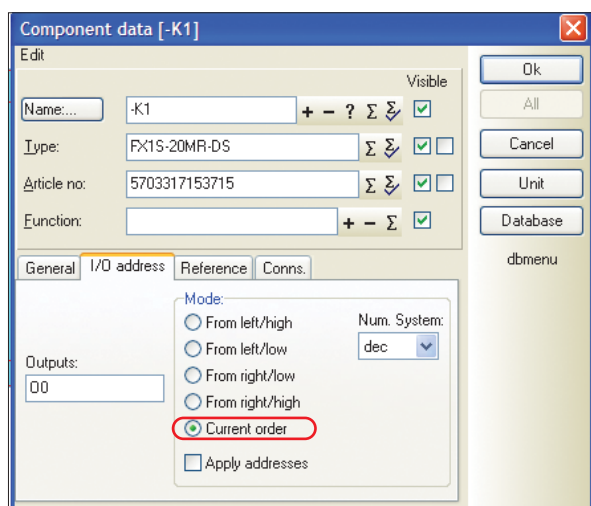 Component data [-K1]
Edit
Visible
Name:... -K1 + - ? Σ Σ
Type: FX1S-20MR-DS Σ Σ
Article no: 5703317153715 Σ Σ
Function: + - Σ
General I/O address Reference Conns.
Mode:
From left/high Num. System:
From left/low dec
Outputs: From right/low
O0 From right/high
Current order
Apply addresses
Ok
All
Cancel
Unit
Database
dbmenu